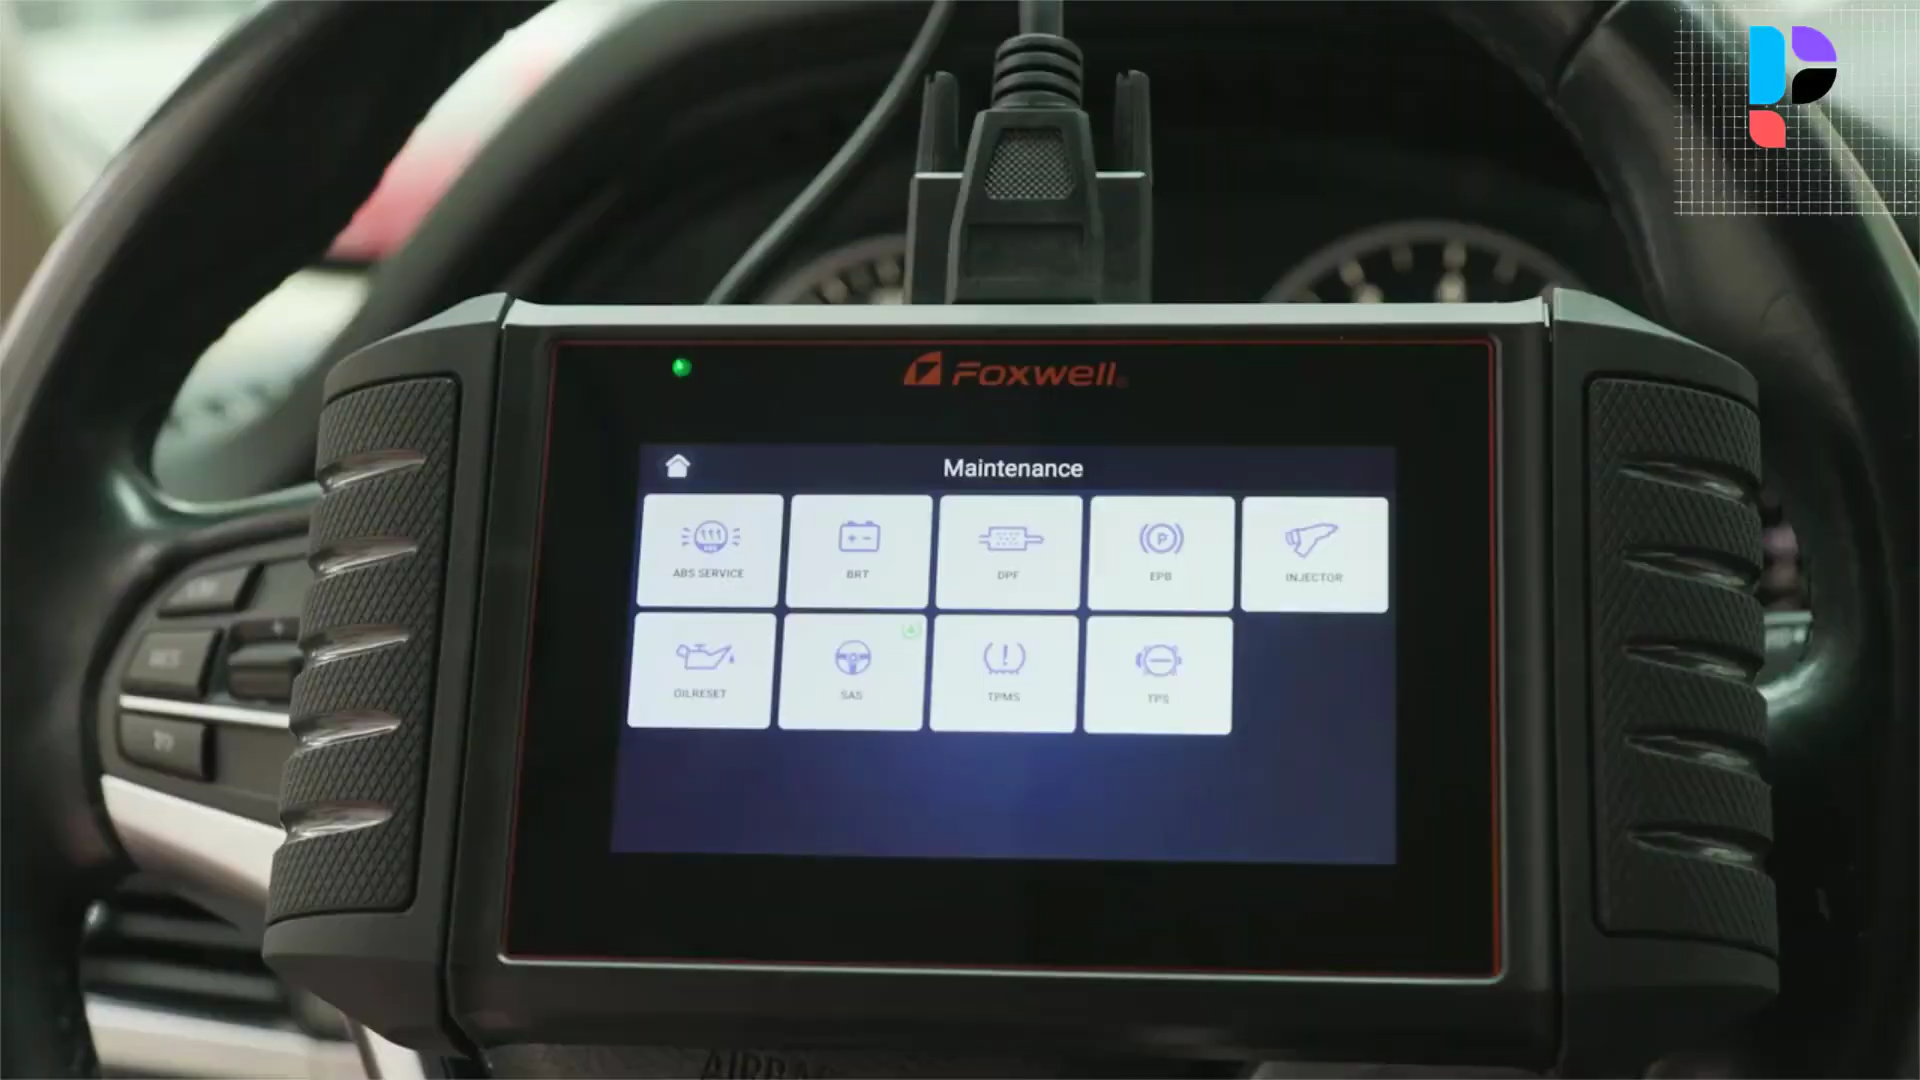 Foxwell
Maintenance
ABS SERVICE
BRT
DPF
EPB
INJECTOR
OILRESET
SAS
TPMS
TPS